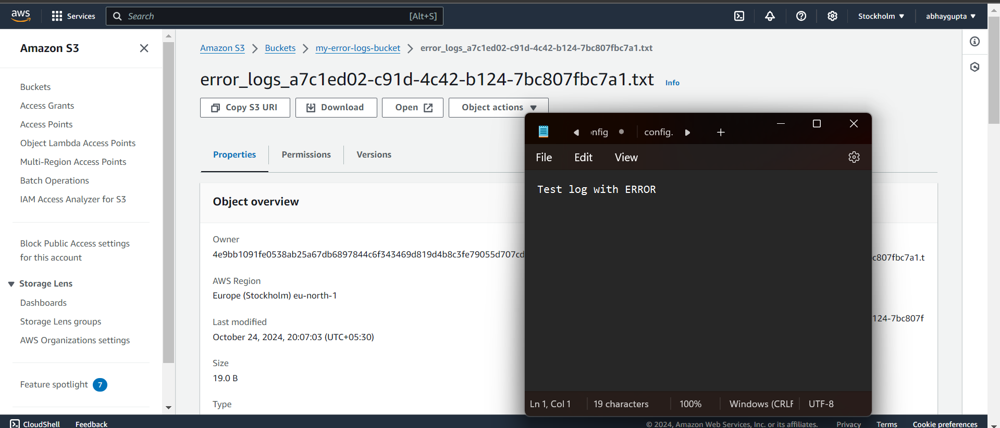 aws
Services
Search [Alt+S]
Stockholm
abhaygupta
Amazon S3
Buckets
Access Grants
Access Points
Object Lambda Access Points
Multi-Region Access Points
Batch Operations
IAM Access Analyzer for S3
Block Public Access settings
for this account
Storage Lens
Dashboards
Storage Lens groups
AWS Organizations settings
Feature spotlight 7
Amazon S3 Buckets my-error-logs-bucket error_logs_a7c1ed02-c91d-4c42-b124-7bc807fbc7a1.txt
error_logs_a7c1ed02-c91d-4c42-b124-7bc807fbc7a1.txt Info
Copy S3 URI Download Open Object actions
Properties Permissions Versions
Object overview
Owner
4e9bb1091fe0538ab25a67db6897844c6f343469d819d4b8c3fe79055d707cd
AWS Region
Europe (Stockholm) eu-north-1
Last modified
October 24, 2024, 20:07:03 (UTC+05:30)
Size
19.0 B
Type
c807fbc7a1.t
124-7bc807f
nfig config.
File Edit View
Test log with ERROR
Ln 1, Col 1 19 characters 100% Windows (CRLF UTF-8
CloudShell Feedback © 2024, Amazon Web Services, Inc. or its affiliates. Privacy Terms Cookie preferences